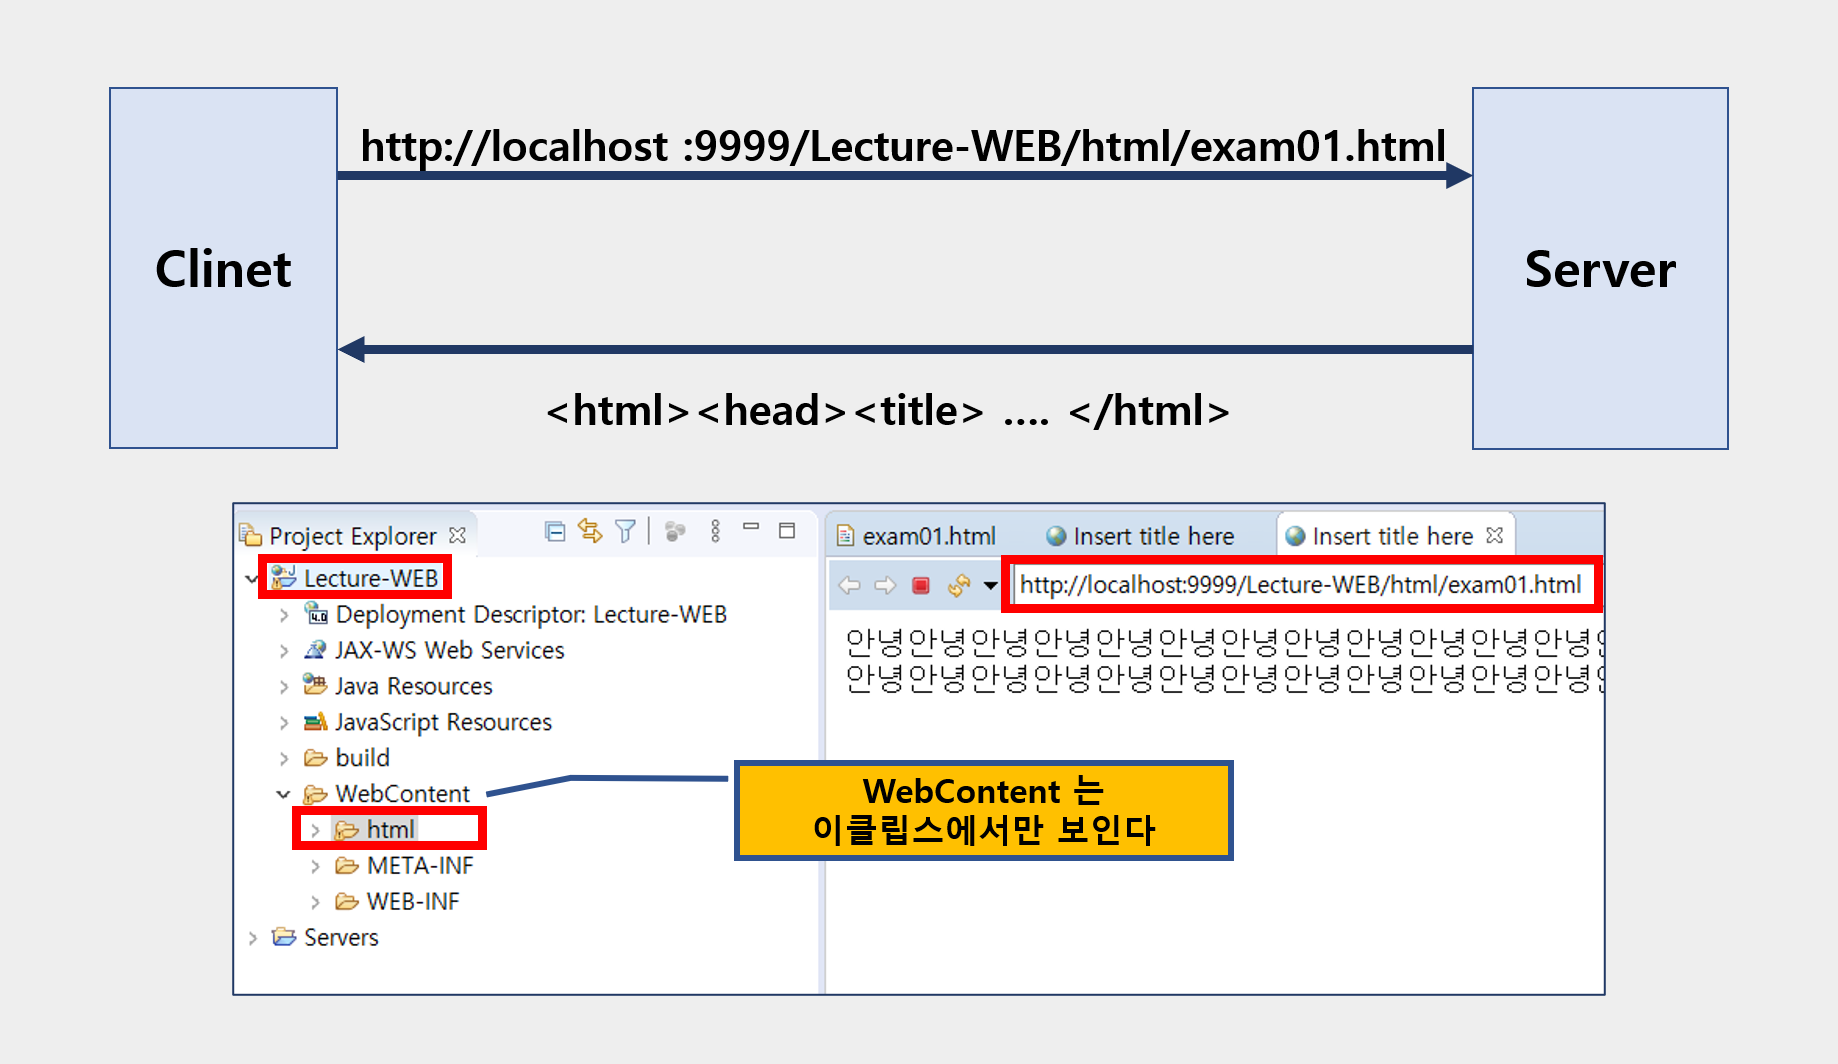 http://localhost :9999/Lecture-WEB/html/exam01.html
Clinet
Server
<html><head><title> .... </html>
Project Explorer
Lecture-WEB
Deployment Descriptor: Lecture-WEB
4.0
JAX-WS Web Services
Java Resources
JavaScript Resources
build
WebContent
html
META-INF
WEB-INF
Servers
exam01.html
Insert title here
Insert title here
http://localhost:9999/Lecture-WEB/html/exam01.html
안녕안녕안녕안녕안녕안녕안녕안녕안녕안녕안녕안녕
안녕안녕안녕안녕안녕안녕안녕안녕안녕안녕안녕안녕
WebContent 는
이클립스에서만 보인다